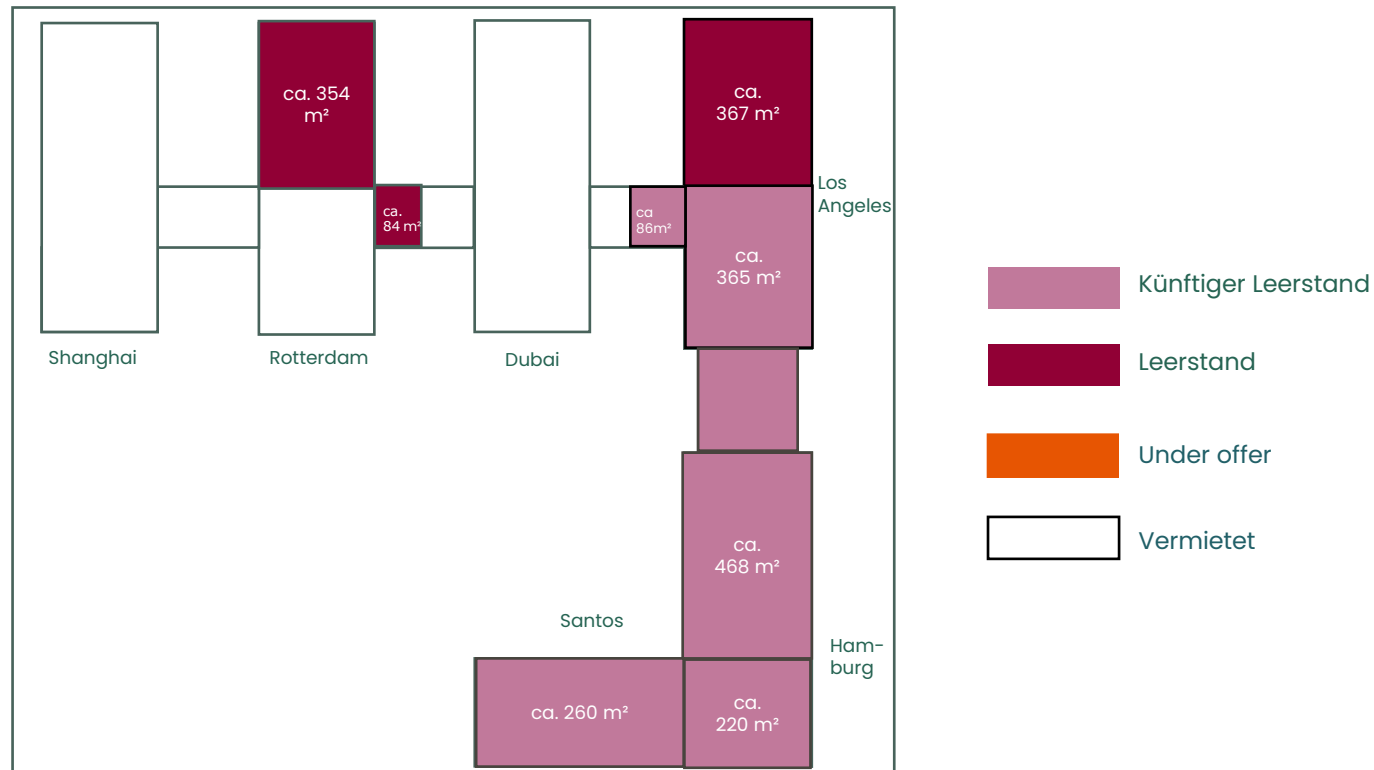 ca. 354
m²
ca.
367 m²
Los
Angeles
ca.
84 m²
ca
86m²
ca.
365 m²
Shanghai
Rotterdam
Dubai
ca.
468 m²
Santos
Ham-
burg
ca. 260 m²
ca.
220 m²
Künftiger Leerstand
Leerstand
Under offer
Vermietet